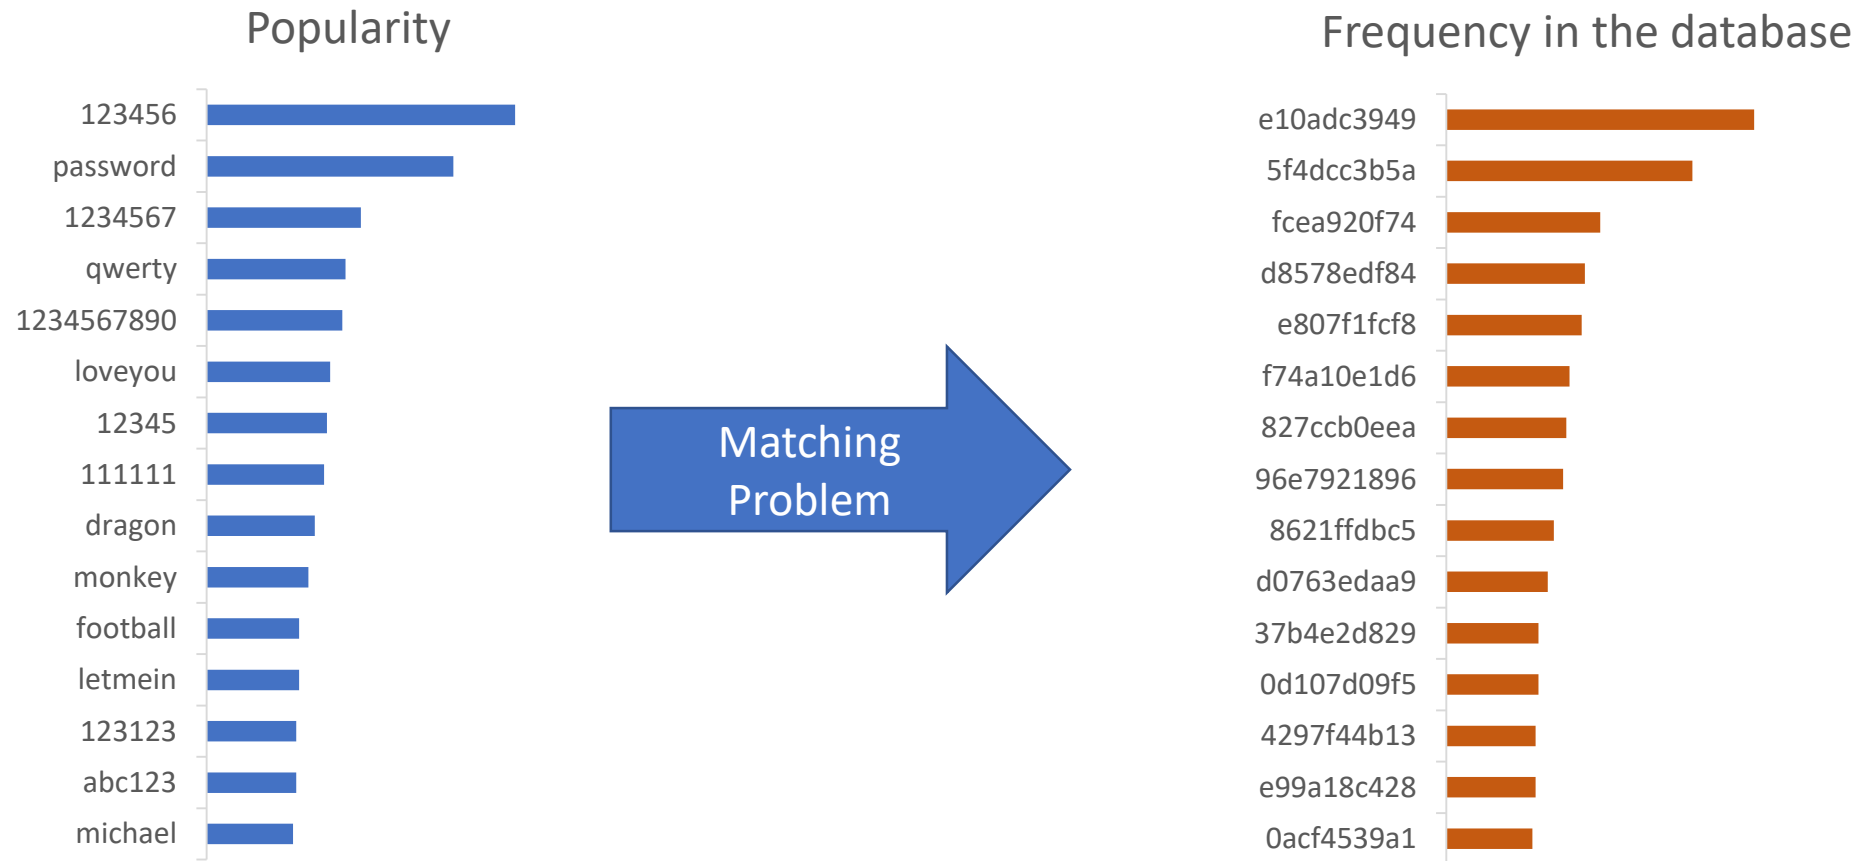 Popularity
123456
password
1234567
qwerty
1234567890
loveyou
12345
111111
dragon
monkey
football
letmein
123123
abc123
michael
Matching
Problem
Frequency in the database
e10adc3949
5f4dcc3b5a
fcea920f74
d8578edf84
e807f1fcf8
f74a10e1d6
827ccb0eea
96e7921896
8621ffdbc5
d0763edaa9
37b4e2d829
0d107d09f5
4297f44b13
e99a18c428
0acf4539a1